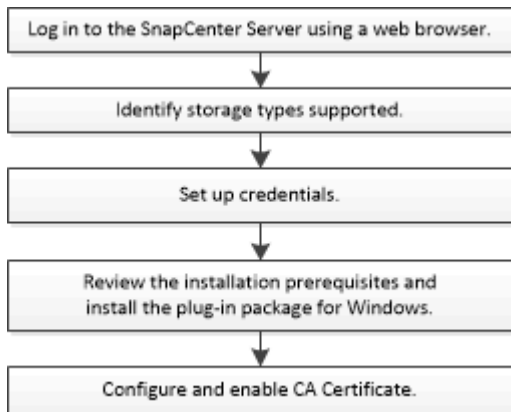 Log in to the SnapCenter Server using a web browser.
Identify storage types supported.
Set up credentials.
Review the installation prerequisites and
install the plug-in package for Windows.
Configure and enable CA Certificate.